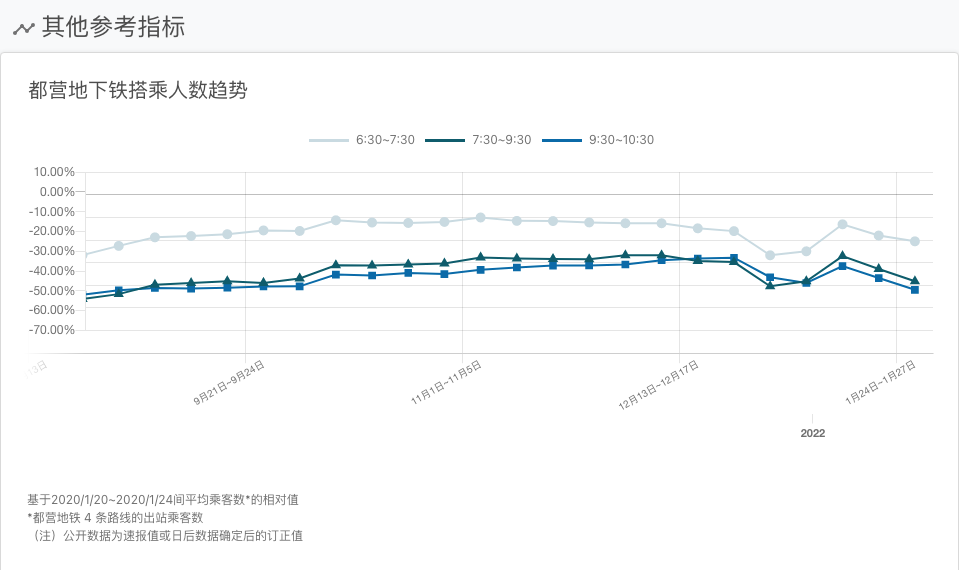 其他参考指标
都营地下铁搭乘人数趋势
6:30~7:30 7:30~9:30 9:30~10:30
10.00%
0.00%
-10.00%
-20.00%
-30.00%
-40.00%
-50.00%
-60.00%
-70.00%
13日 9月21日~9月24日 11月1日~11月5日 12月13日~12月17日 1月24日~1月27日
2022
基于2020/1/20~2020/1/24间平均乘客数*的相对值
*都营地铁 4 条路线的出站乘客数
（注）公开数据为速报值或日后数据确定后的订正值